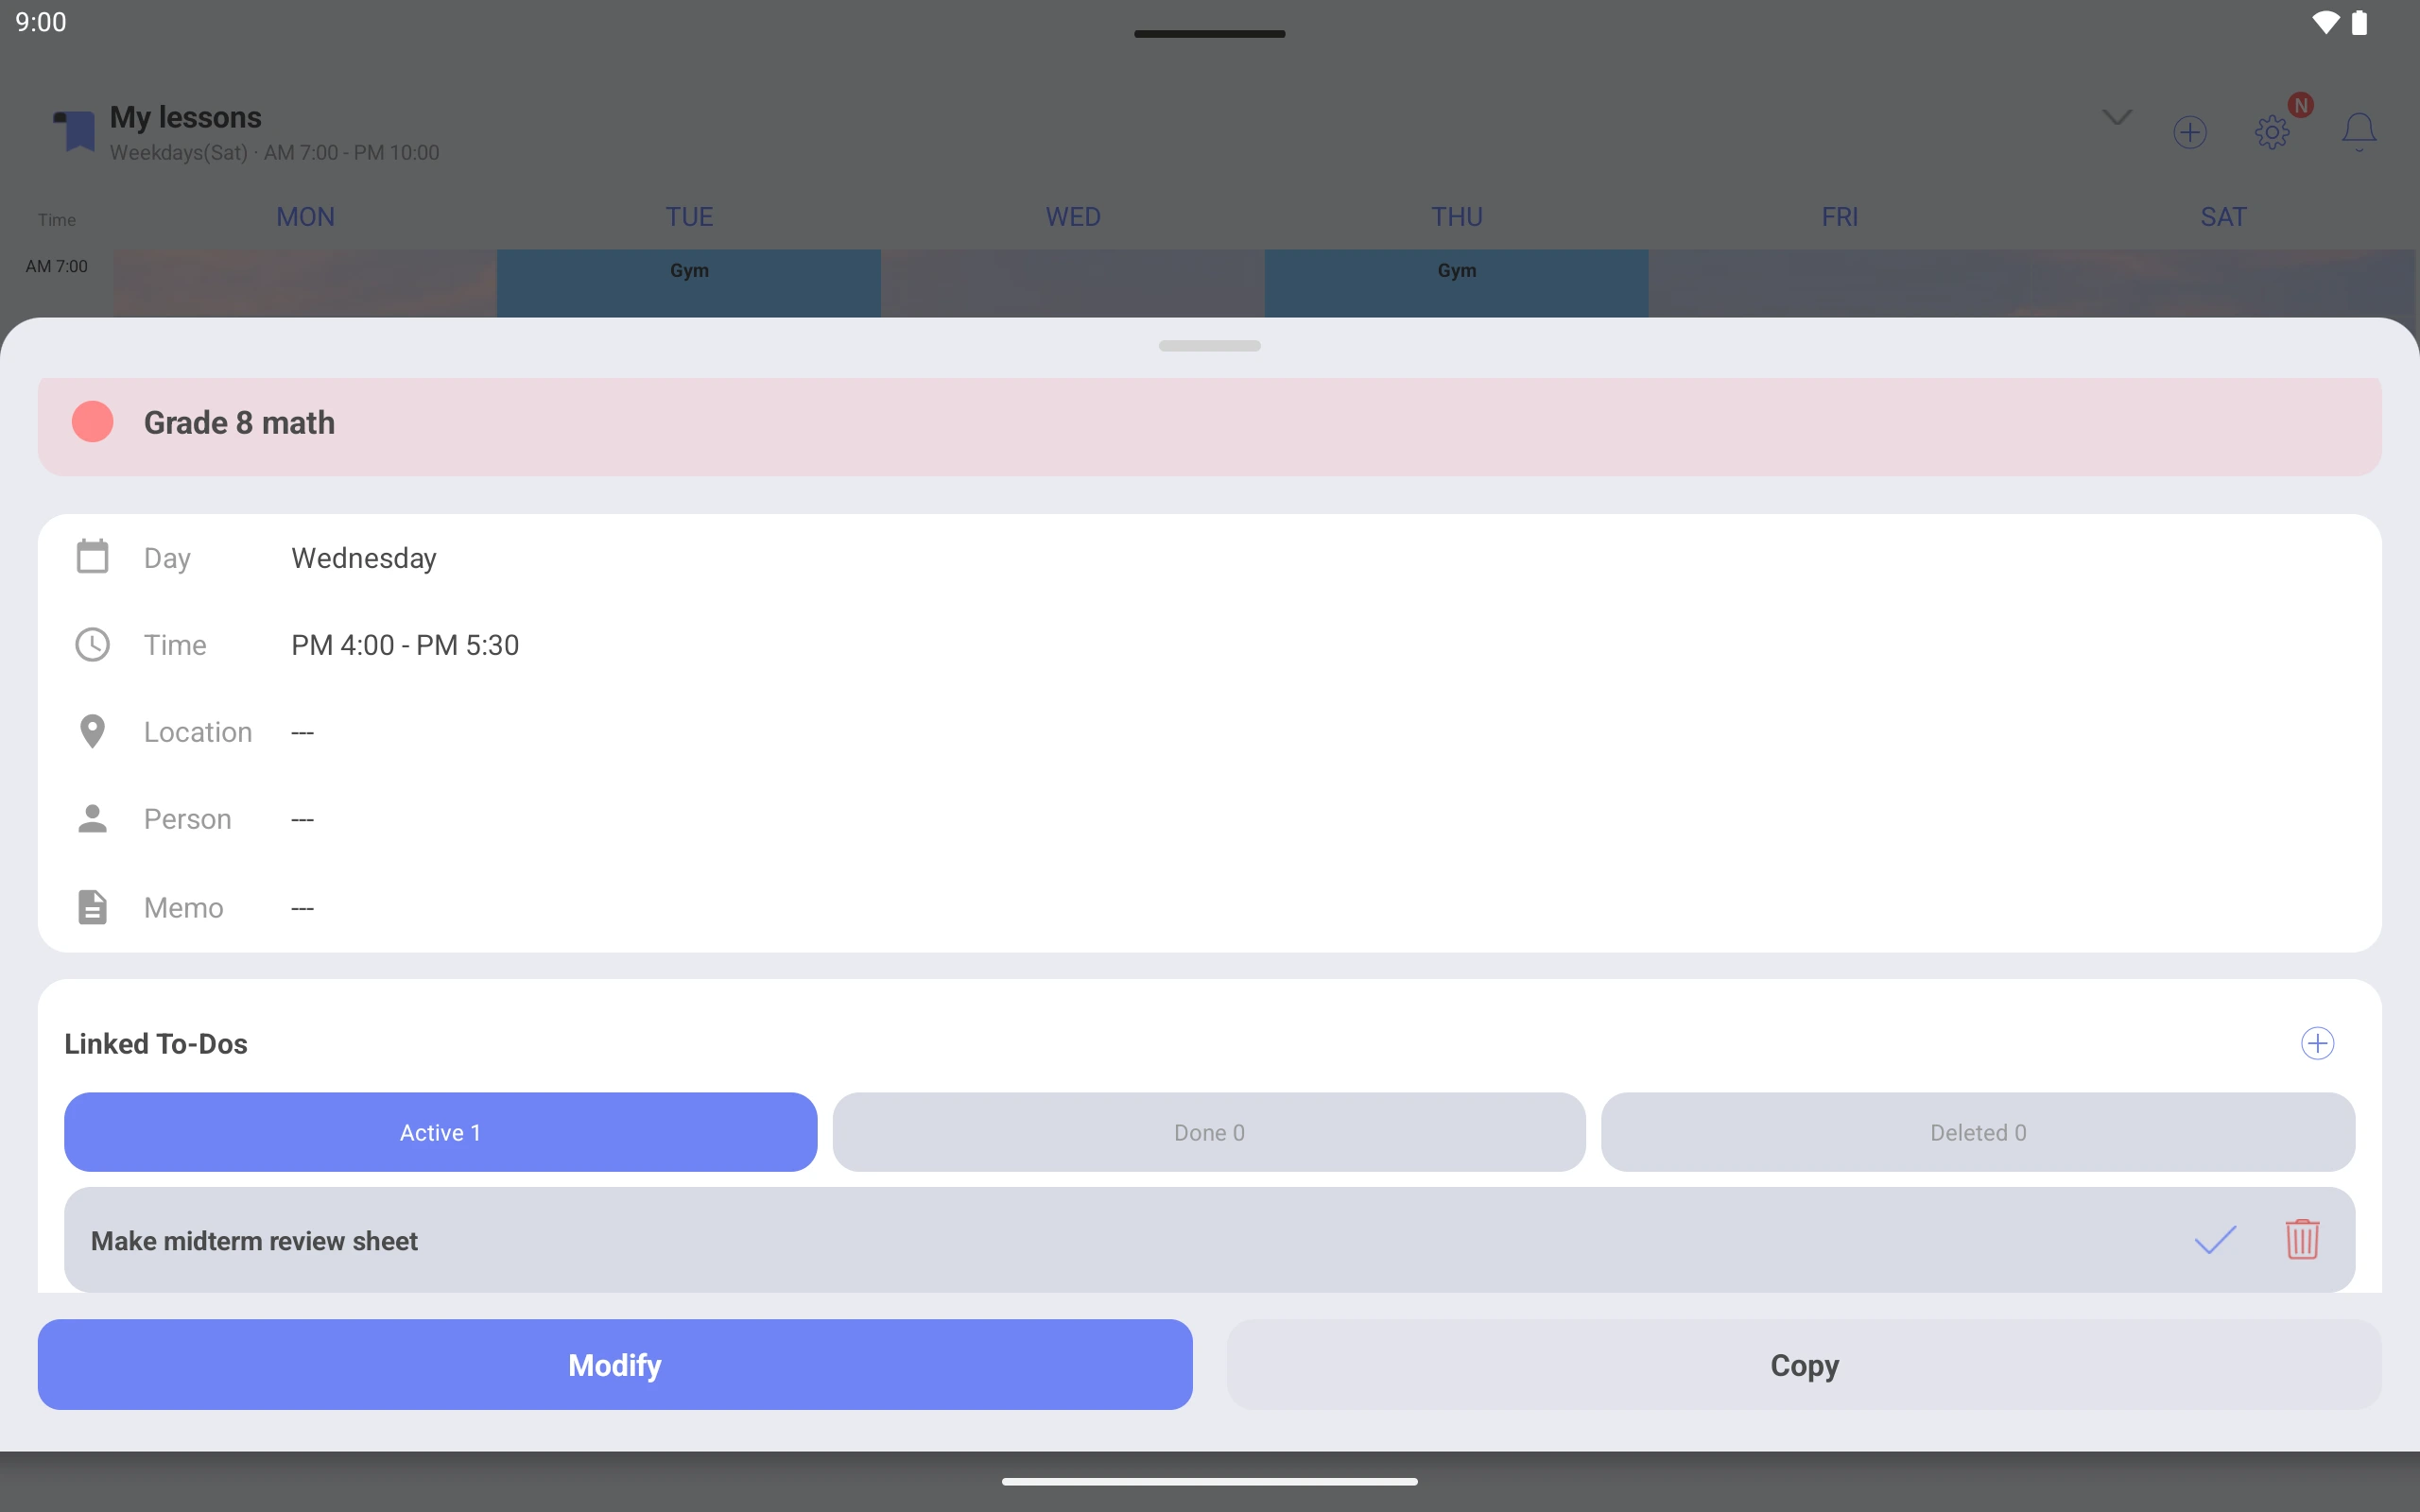 9:00
My lessons
Weekdays(Sat) · AM 7:00 - PM 10:00
N
Time MON TUE WED THU FRI SAT
AM 7:00 Gym Gym
Grade 8 math
Day Wednesday
Time PM 4:00 - PM 5:30
Location ---
Person ---
Memo ---
Linked To-Dos
Active 1 Done 0 Deleted 0
Make midterm review sheet
Modify Copy